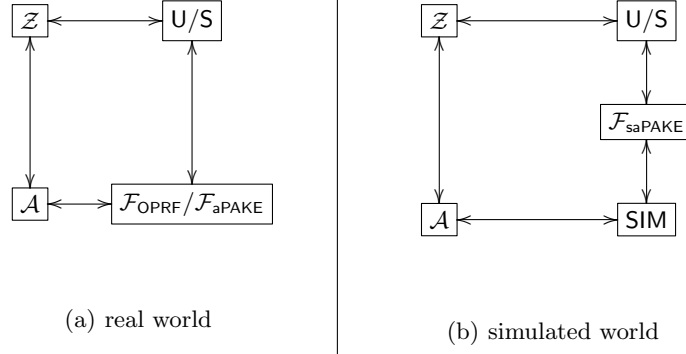 𝒵 U/S
𝒜 ℱ_OPRF/ℱ_aPAKE
(a) real world
𝒵 U/S
ℱ_saPAKE
𝒜 SIM
(b) simulated world